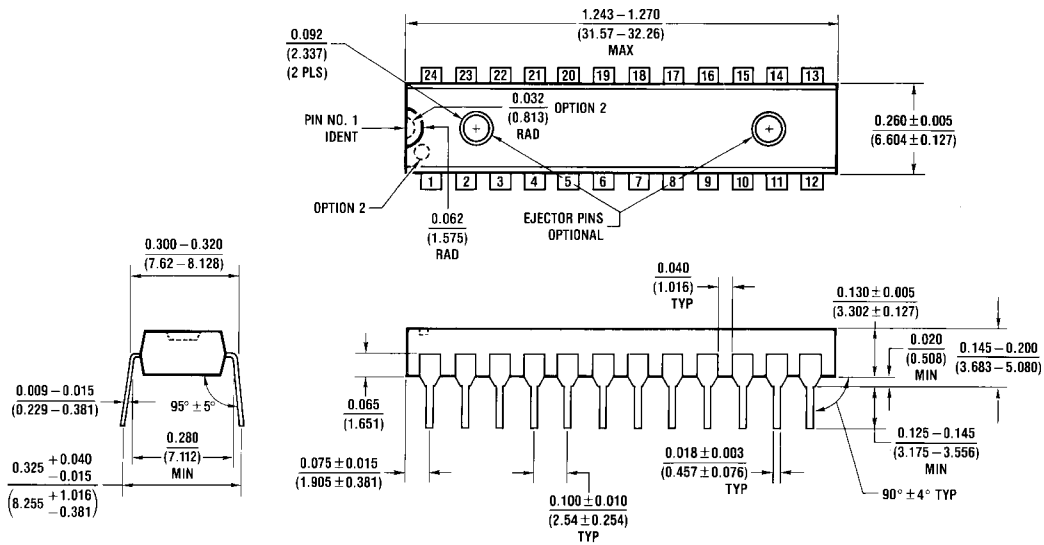 1.243 – 1.270
(31.57 – 32.26)
MAX
0.092
(2.337)
(2 PLS)
24 23 22 21 20 19 18 17 16 15 14 13
0.032
(0.813)
RAD
OPTION 2
PIN NO. 1
IDENT
0.260 ± 0.005
(6.604 ± 0.127)
1 2 3 4 5 6 7 8 9 10 11 12
OPTION 2
0.062
(1.575)
RAD
EJECTOR PINS
OPTIONAL
0.300 – 0.320
(7.62 – 8.128)
0.040
(1.016)
TYP
0.130 ± 0.005
(3.302 ± 0.127)
0.020
(0.508)
MIN
0.145 – 0.200
(3.683 – 5.080)
0.009 – 0.015
(0.229 – 0.381)
95° ± 5°
0.065
(1.651)
0.280
(7.112)
MIN
0.325 +0.040
-0.015
(8.255 +1.016
-0.381)
0.075 ± 0.015
(1.905 ± 0.381)
0.100 ± 0.010
(2.54 ± 0.254)
TYP
0.018 ± 0.003
(0.457 ± 0.076)
TYP
0.125 – 0.145
(3.175 – 3.556)
MIN
90° ± 4° TYP